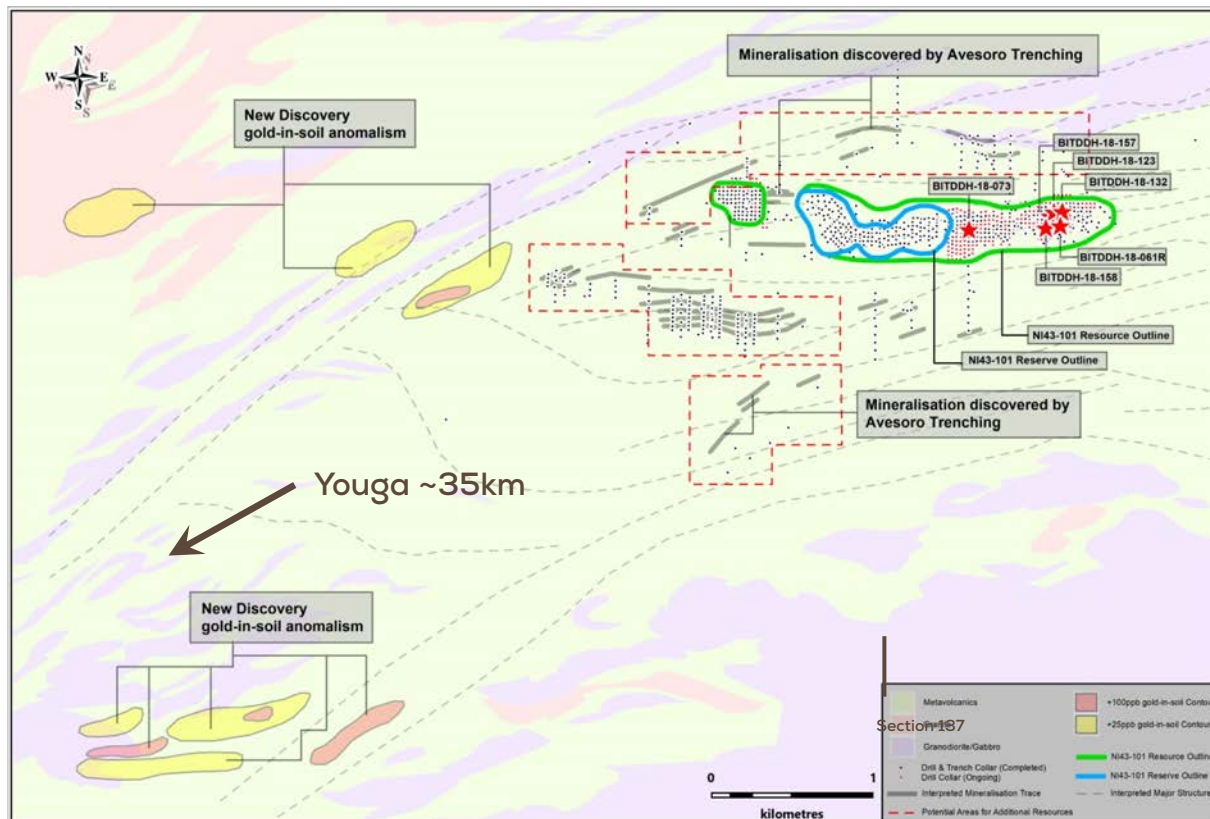 N
W E
S
Mineralisation discovered by Avesoro Trenching
New Discovery
gold-in-soil anomalism
BITDDH-18-157
BITDDH-18-123
BITDDH-18-132
BITDDH-18-073
BITDDH-18-061R
BITDDH-18-158
NI43-101 Resource Outline
NI43-101 Reserve Outline
Mineralisation discovered by
Avesoro Trenching
Youga ~35km
New Discovery
gold-in-soil anomalism
0 1
kilometres
Metavolcanics
Section 187
Granodiorite/Gabbro
Drill & Trench Collar (Completed)
Drill Collar (Ongoing)
Interpreted Mineralisation Trace
Potential Areas for Additional Resources
+100ppb gold-in-soil Contou
+25ppb gold-in-soil Contour
NI43-101 Resource Outline
NI43-101 Reserve Outline
Interpreted Major Structure